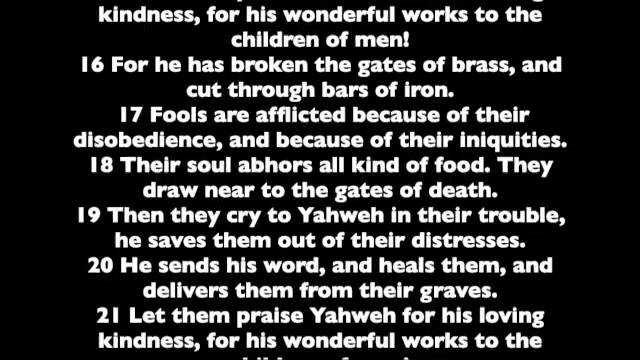 kindness, for his wonderful works to the
children of men!
16 For he has broken the gates of brass, and
cut through bars of iron.
17 Fools are afflicted because of their
disobedience, and because of their iniquities.
18 Their soul abhors all kind of food. They
draw near to the gates of death.
19 Then they cry to Yahweh in their trouble,
he saves them out of their distresses.
20 He sends his word, and heals them, and
delivers them from their graves.
21 Let them praise Yahweh for his loving
kindness, for his wonderful works to the